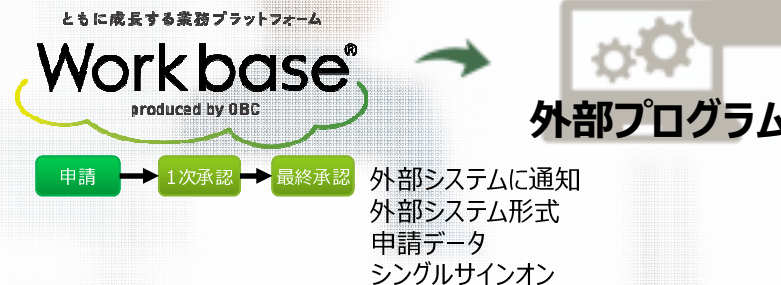 ともに成長する業務プラットフォーム
Workbase®
produced by OBC
外部プログラム
申請
1次承認
最終承認
外部システムに通知
外部システム形式
申請データ
シングルサインオン